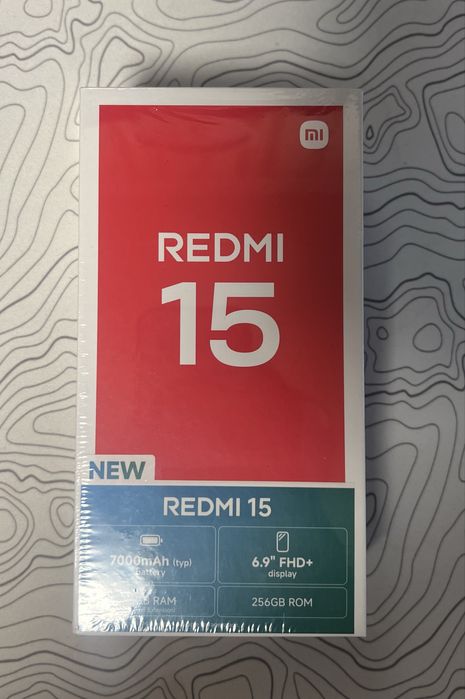 mi
REDMI
15
NEW
REDMI 15
7000mAh (typ)
battery
6.9" FHD+
display
RAM
256GB ROM